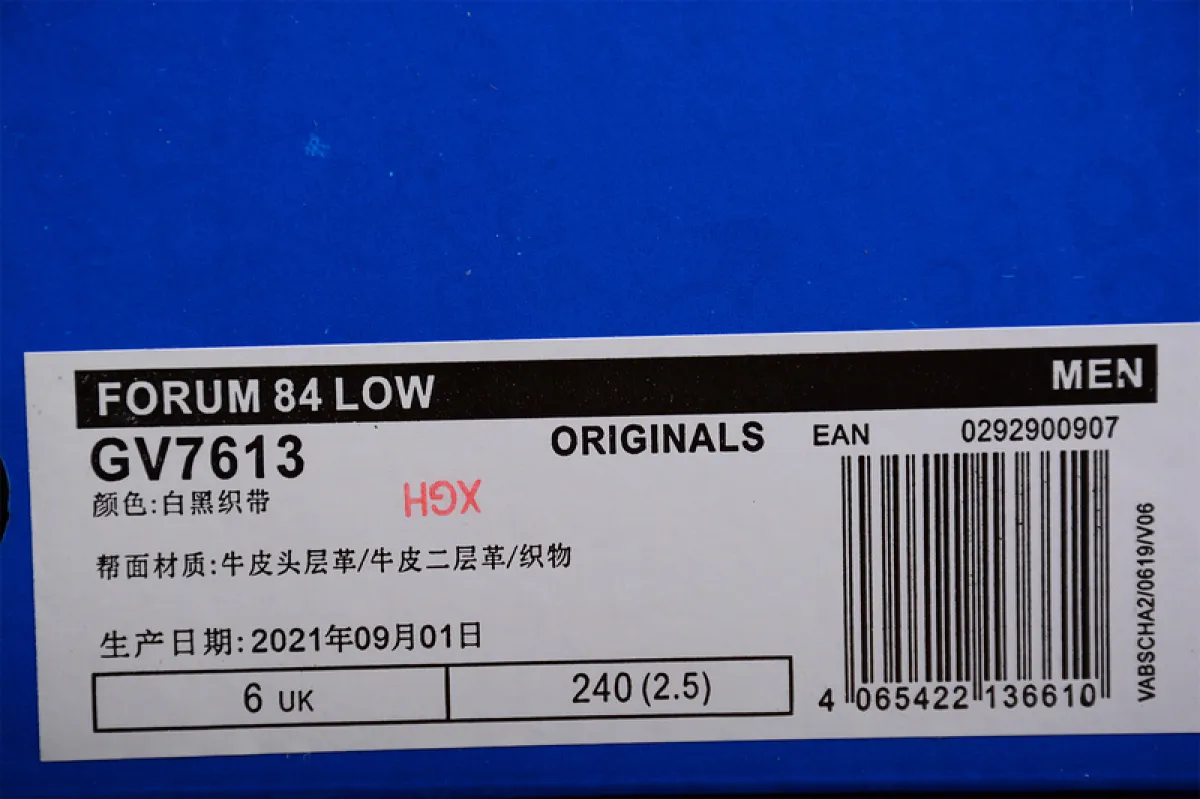 FORUM 84 LOW MEN
GV7613 ORIGINALS EAN 0292900907
颜色:白黑织带
XGH
帮面材质:牛皮头层革/牛皮二层革/织物
生产日期:2021年09月01日
6 UK 240 (2.5)
4 065422 136610
VABSCHA2/0619/V06